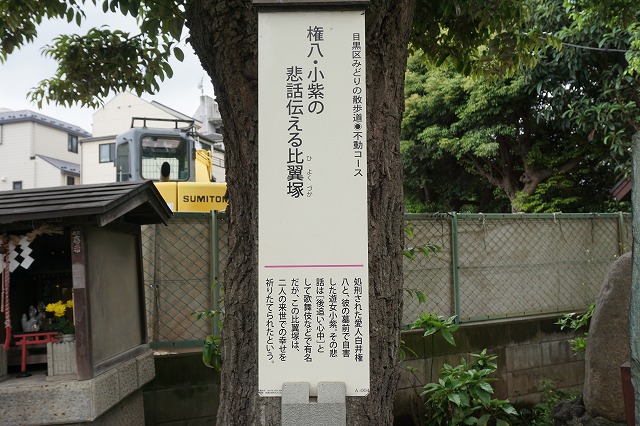 目黒区みどりの散歩道●不動コース
権八・小紫の
悲話伝える比翼塚
ひよくづか
処刑された愛人白井権
八と、彼の墓前で自害
した遊女小紫。その悲
話は「後追い心中」と
して歌舞伎などで有名
だが、この比翼塚は、
二人の来世での幸せを
祈りたてられたという。
A-004
SUMITOMO